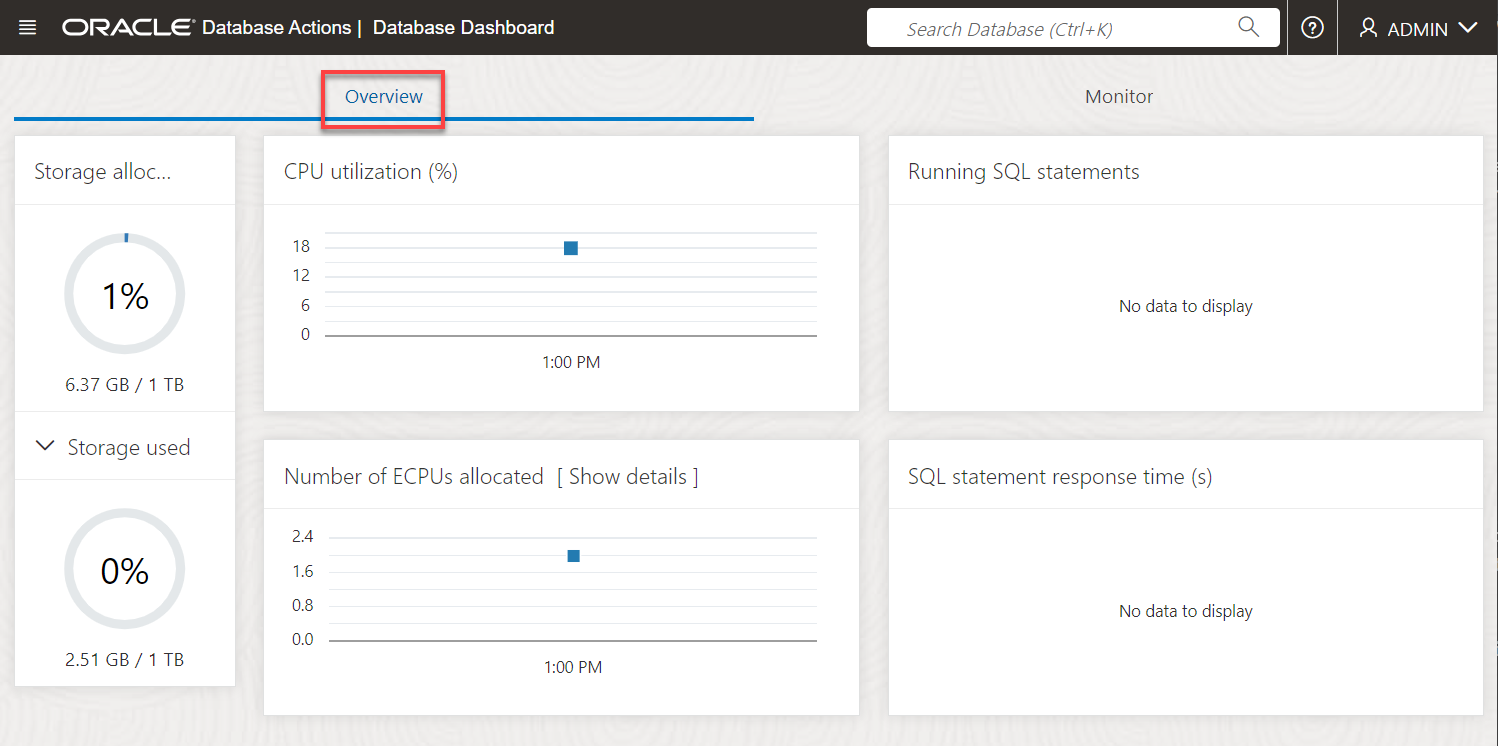 ORACLE Database Actions | Database Dashboard
Search Database (Ctrl+K)
ADMIN
Overview
Monitor
Storage alloc...
1%
6.37 GB / 1 TB
Storage used
0%
2.51 GB / 1 TB
CPU utilization (%)
18
12
6
0
1:00 PM
Number of ECPUs allocated [ Show details ]
2.4
1.6
0.8
0.0
1:00 PM
Running SQL statements
No data to display
SQL statement response time (s)
No data to display